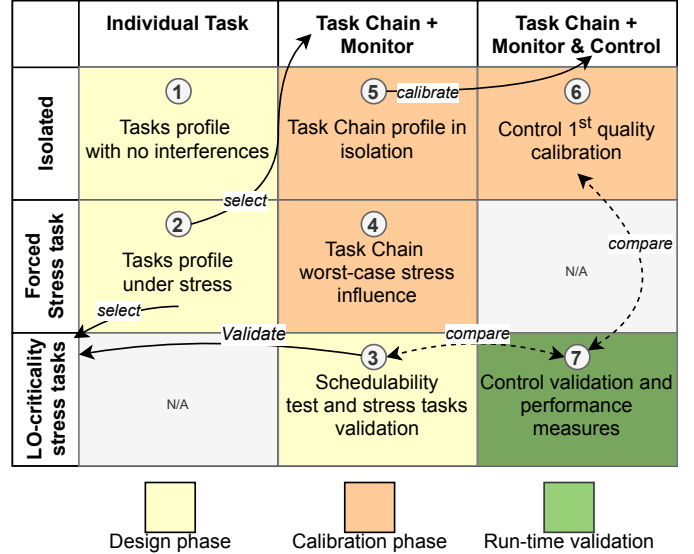 Individual Task
Task Chain +
Monitor
Task Chain +
Monitor & Control
Isolated
1
Tasks profile
with no interferences
5
calibrate
Task Chain profile in
isolation
6
Control 1st quality
calibration
select
Forced
Stress task
2
Tasks profile
under stress
select
4
Task Chain
worst-case stress
influence
N/A
compare
LO-criticality
stress tasks
N/A
Validate
3
Schedulability
test and stress tasks
validation
compare
7
Control validation and
performance
measures
Design phase
Calibration phase
Run-time validation